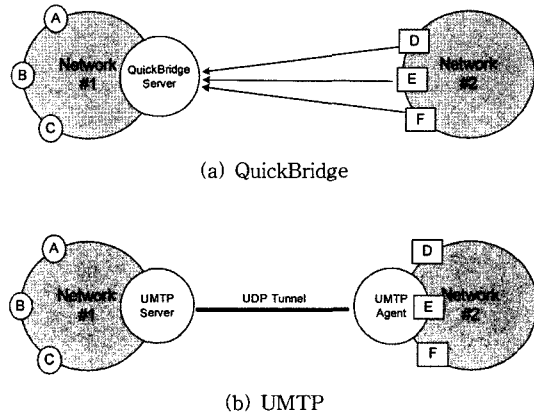 A
B
C
Network
#1
QuickBridge
Server
D
E
F
Network
#2
(a) QuickBridge
A
B
C
Network
#1
UMTP
Server
UDP Tunnel
UMTP
Agent
D
E
F
Network
#2
(b) UMTP